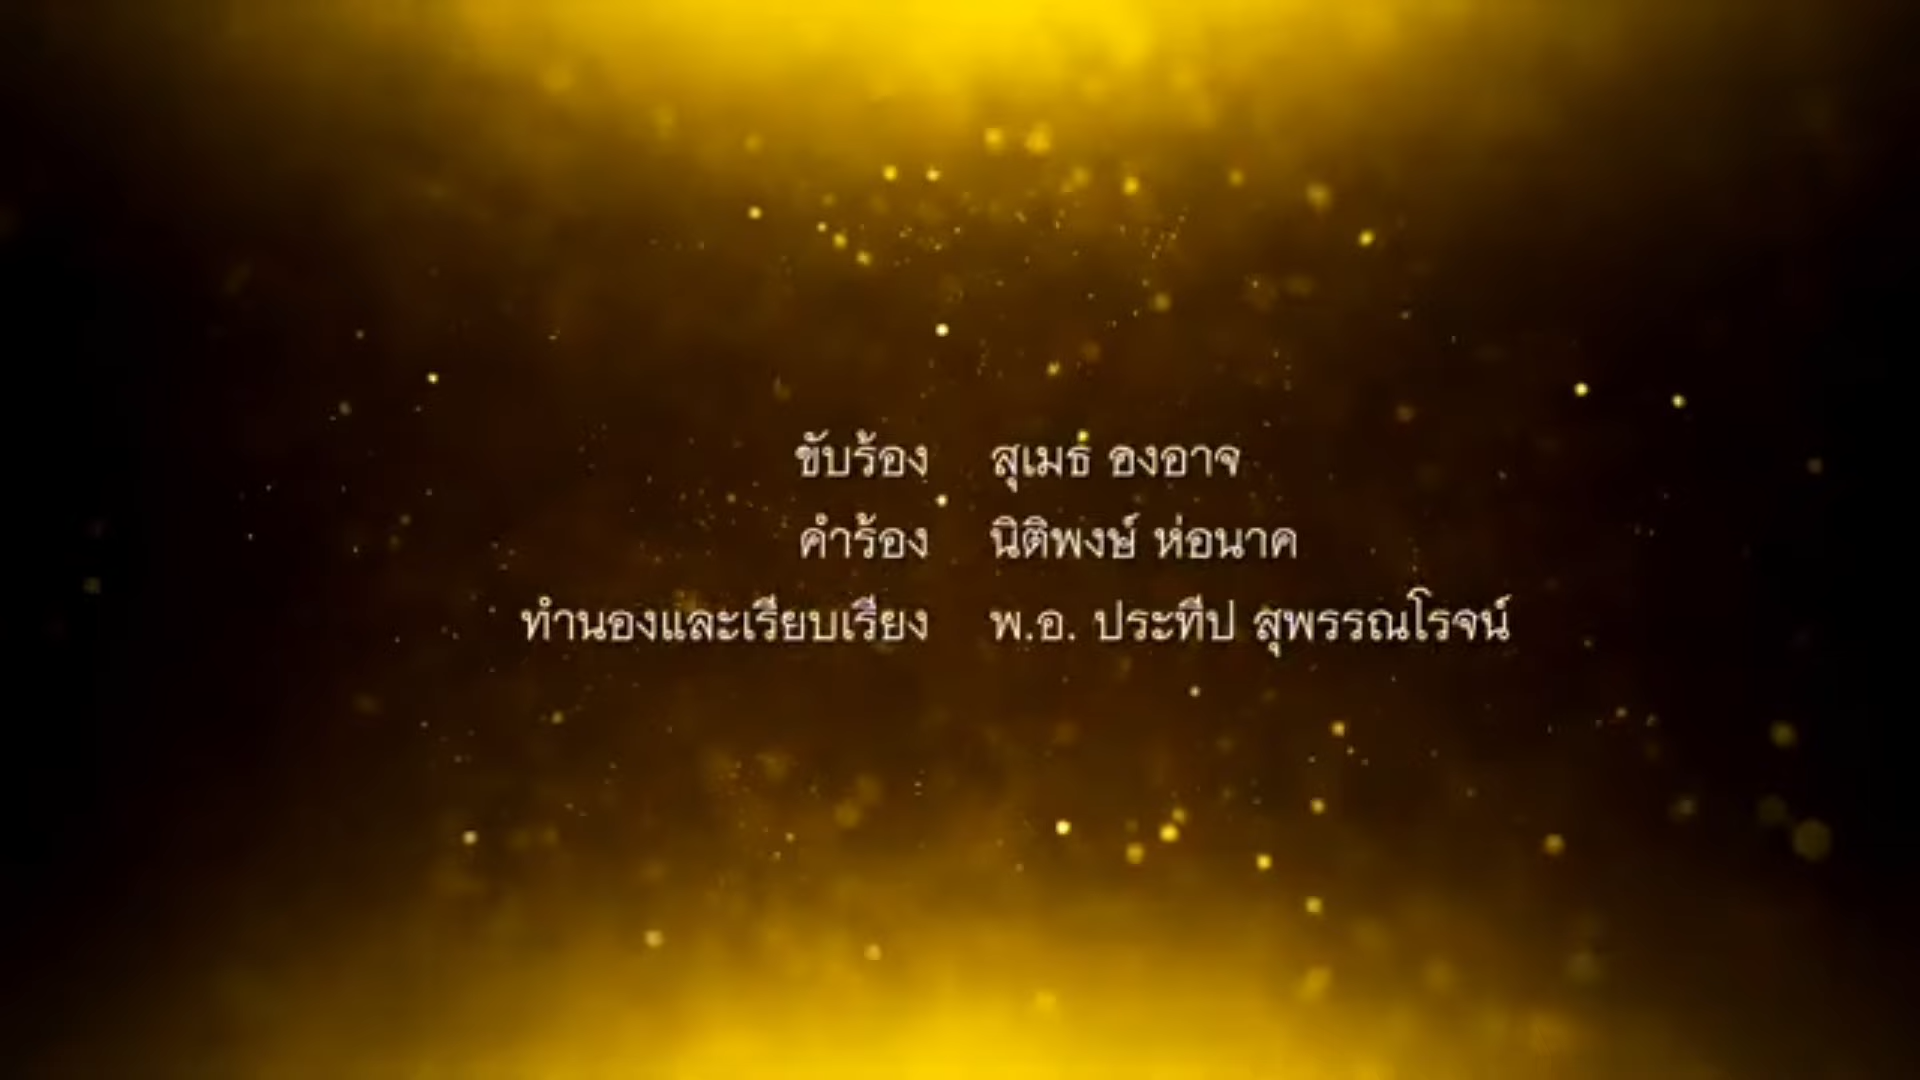 ขับร้อง สุเมธ องอาจ
คำร้อง นิติพงษ์ ห่อนาค
ทำนองและเรียบเรียง พ.อ. ประทีป สุพรรณโรจน์